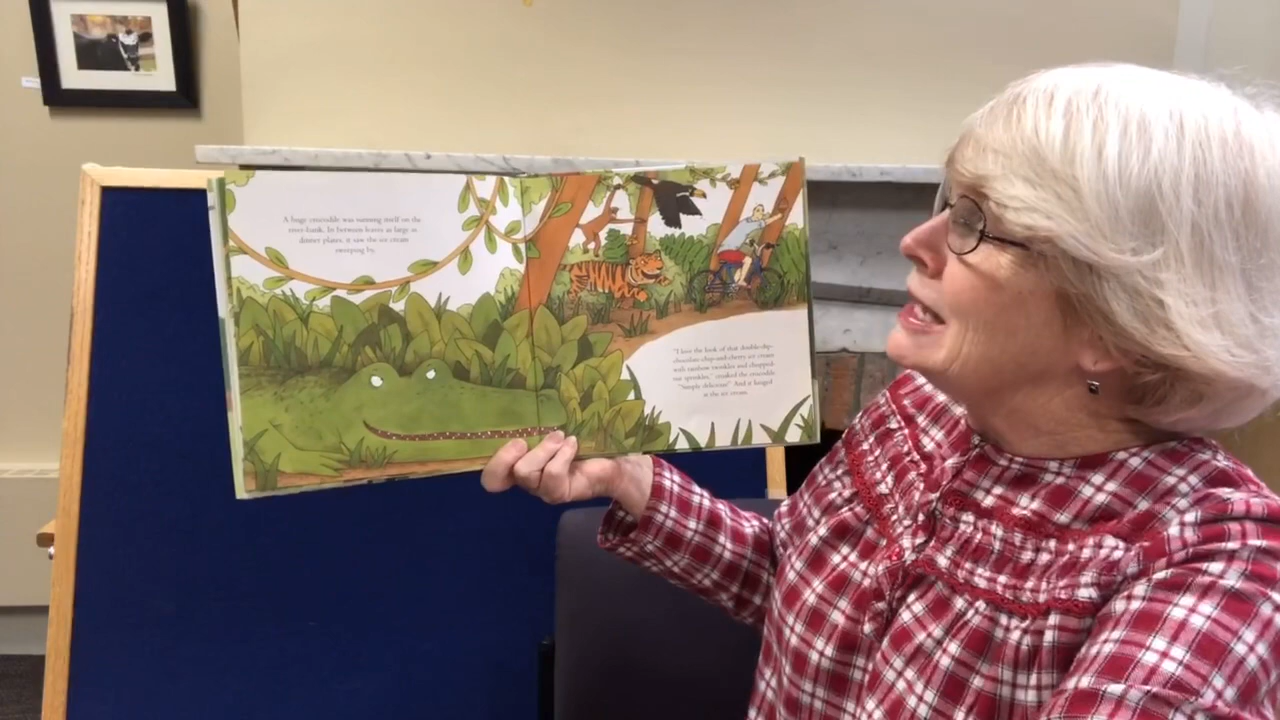 A huge crocodile was sunning itself on the
river-bank. In between leaves as large as
dinner plates, it saw the ice cream
sweeping by.
"I love the look of that double-dip-
chocolate-chip-and-cherry ice cream
with rainbow twinkles and chopped-
nut sprinkles," croaked the crocodile.
"Simply delicious!" And it lunged
at the ice cream.